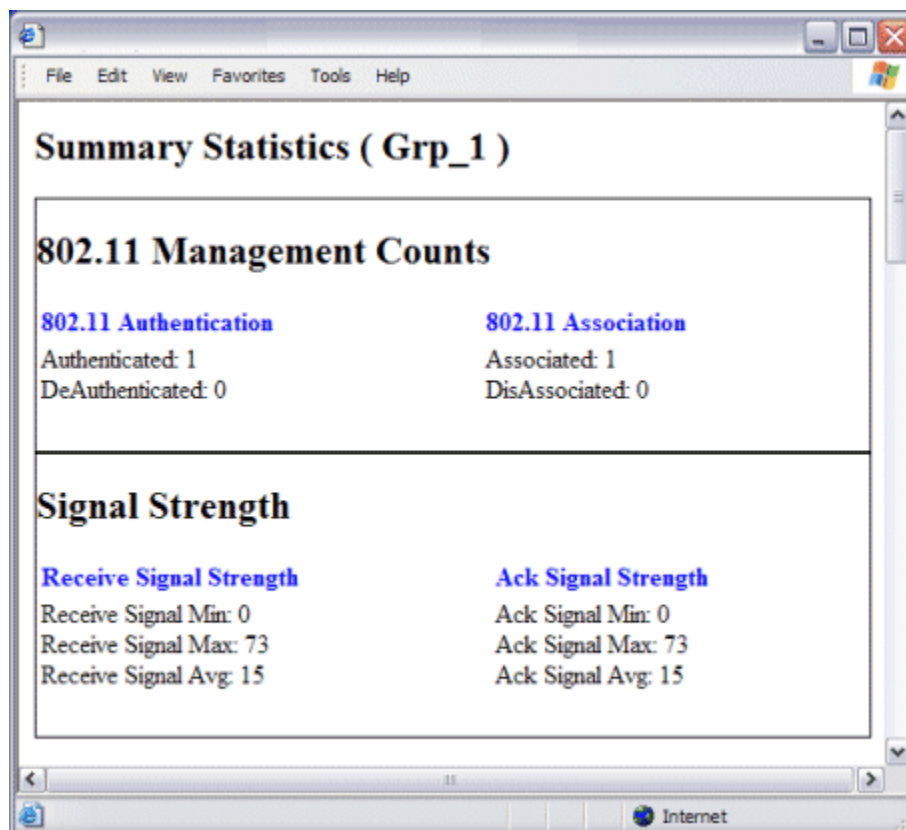 File Edit View Favorites Tools Help
Summary Statistics ( Grp_1 )
802.11 Management Counts
802.11 Authentication
Authenticated: 1
DeAuthenticated: 0
802.11 Association
Associated: 1
DisAssociated: 0
Signal Strength
Receive Signal Strength
Receive Signal Min: 0
Receive Signal Max: 73
Receive Signal Avg: 15
Ack Signal Strength
Ack Signal Min: 0
Ack Signal Max: 73
Ack Signal Avg: 15
Internet